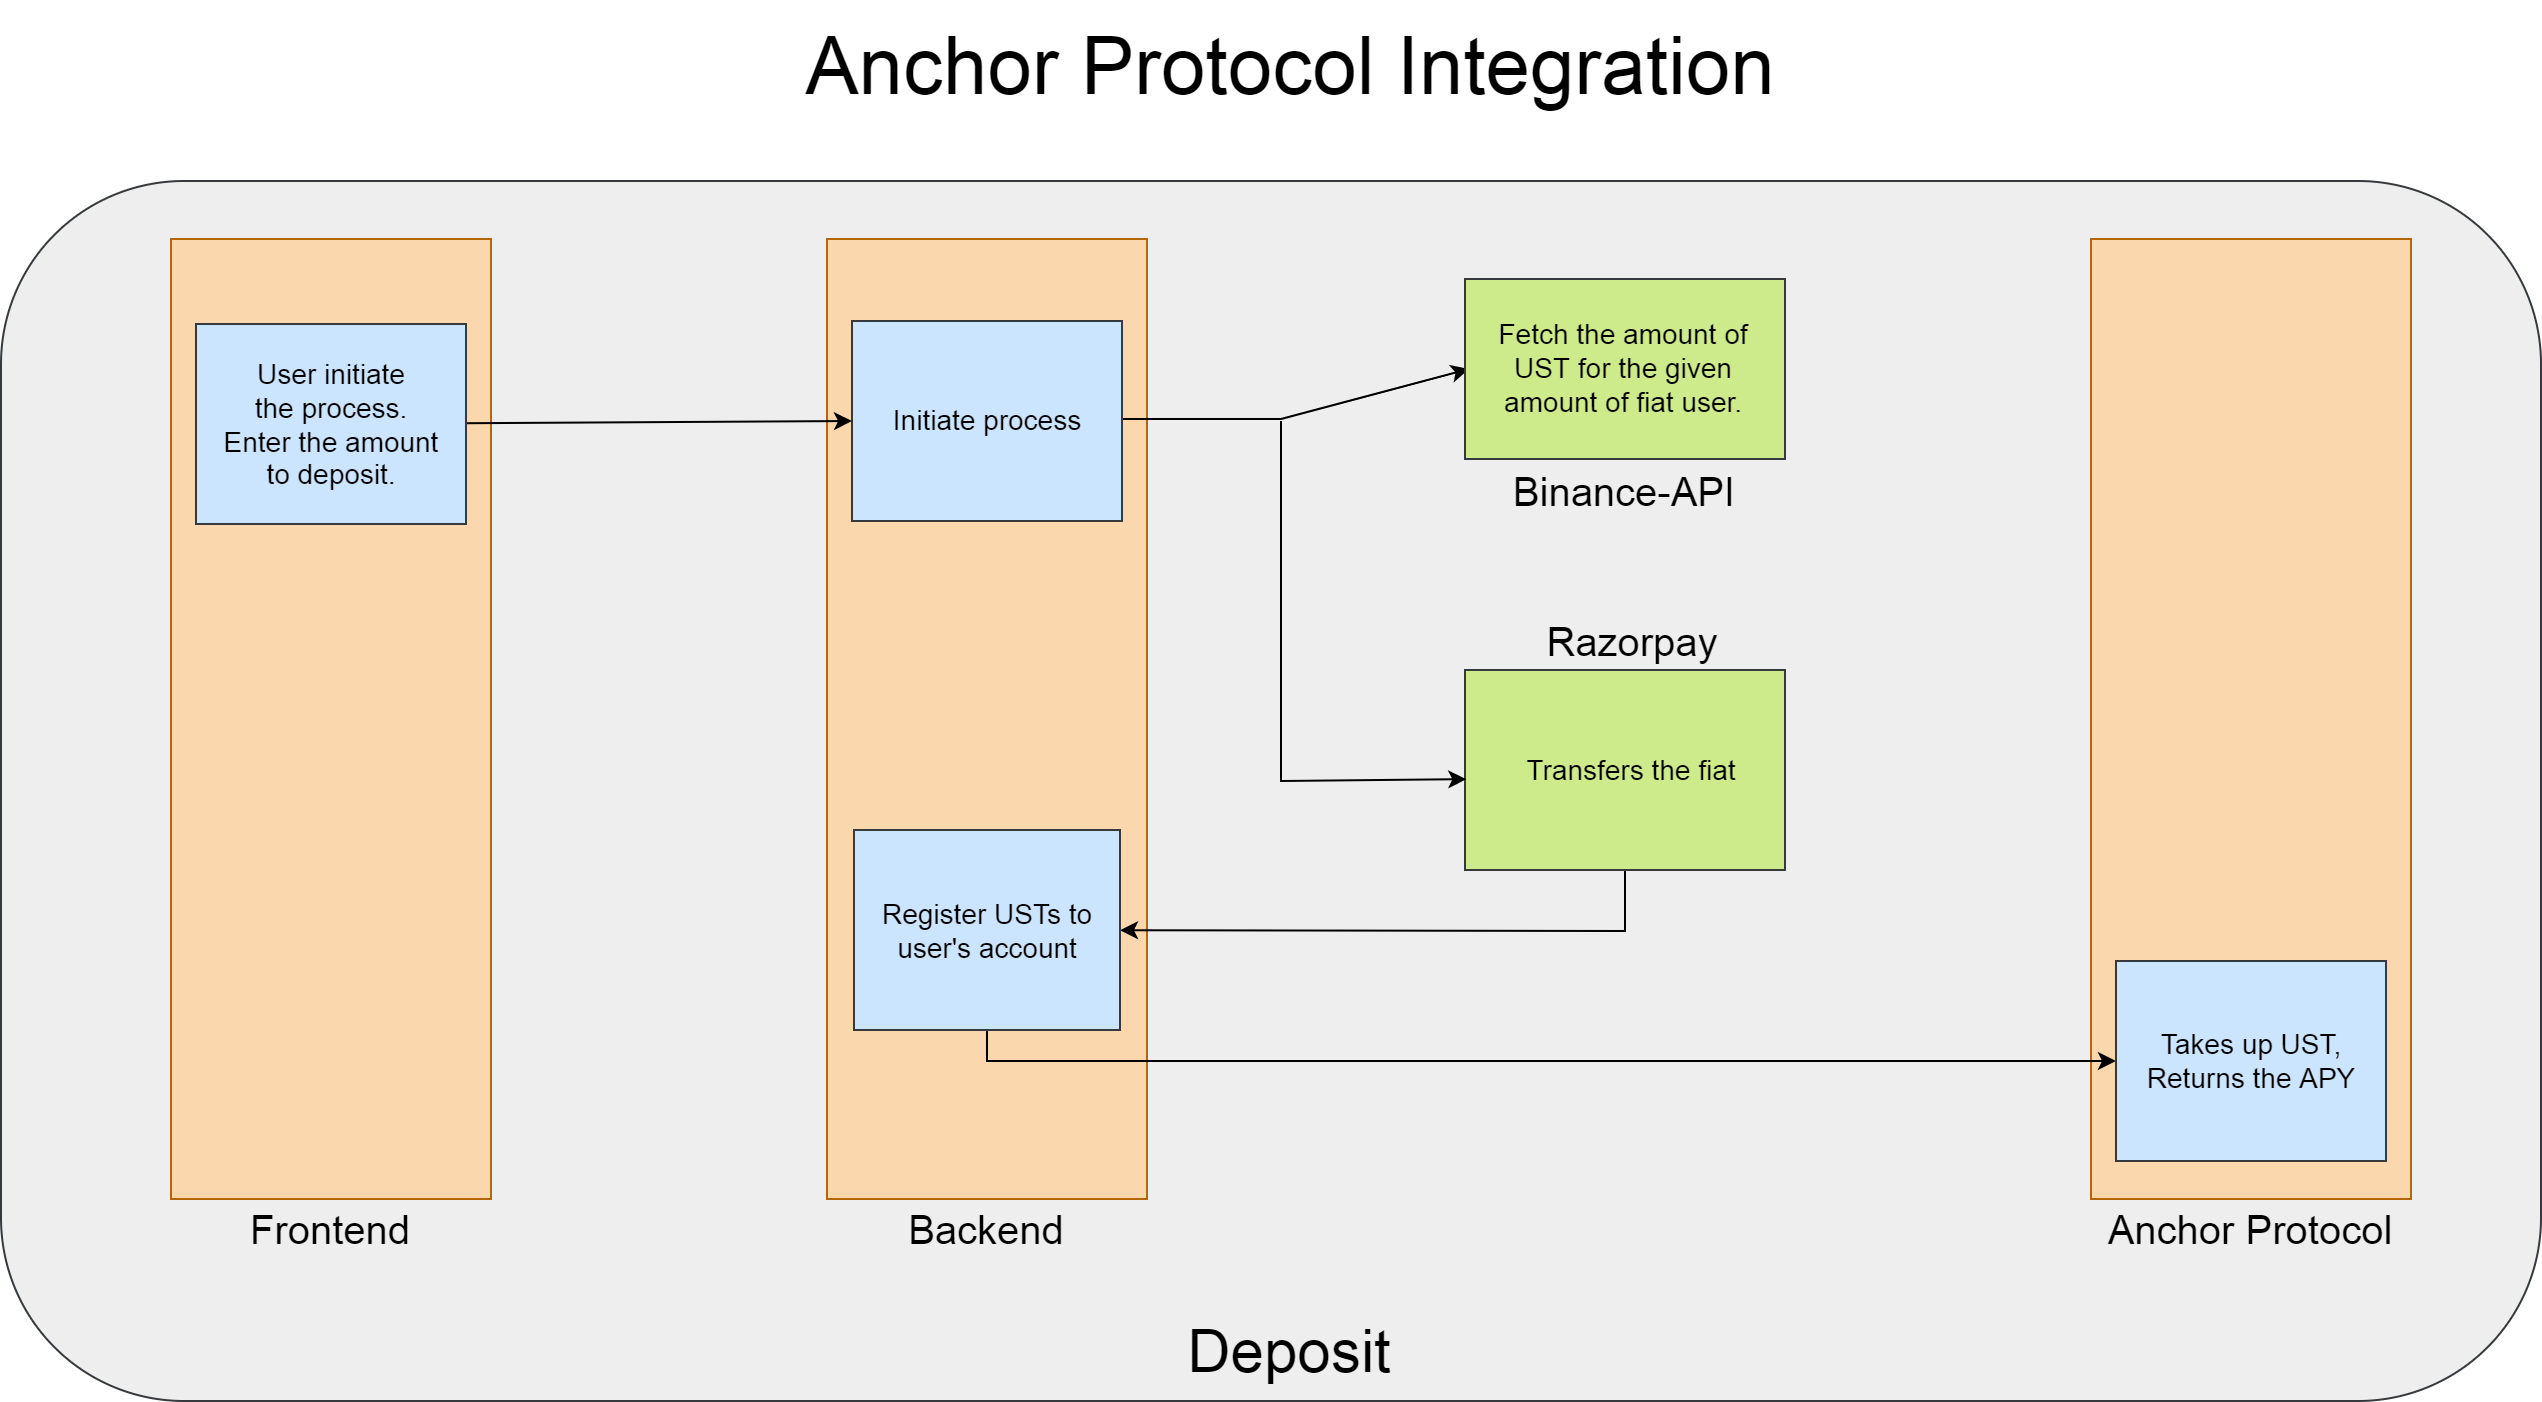 Anchor Protocol Integration
User initiate
the process.
Enter the amount
to deposit.
Initiate process
Fetch the amount of
UST for the given
amount of fiat user.
Binance-API
Razorpay
Transfers the fiat
Register USTs to
user's account
Takes up UST,
Returns the APY
Frontend
Backend
Anchor Protocol
Deposit